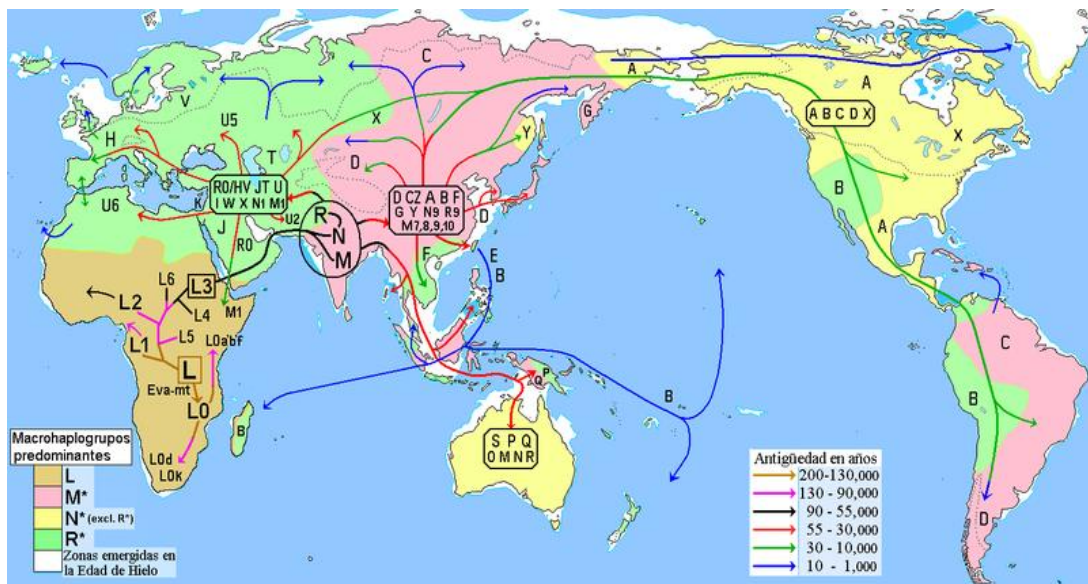 C
A
A
V
G
X
A B C D X
H
U5
Y
X
T
D
R0/HV JT U
I W X N1 M1
D CZ A B F
G Y N9 R9
M7,8,9,10
B
K
U6
U2
R
N
M
D
A
J
R0
F
E
B
L6
L3
L2
L4
M1
L5
L0abf
L1
C
L
Q
P
Eva-mt
B
B
L0
B
S P Q
O M N R
Macrohaplogrupos
predominantes
L0d
L0k
L
M*
N* (excl. R*)
R*
Zonas emergidas en
la Edad de Hielo
Antigüedad en años
200-130,000
130 - 90,000
90 - 55,000
55 - 30,000
30 - 10,000
10 - 1,000
D